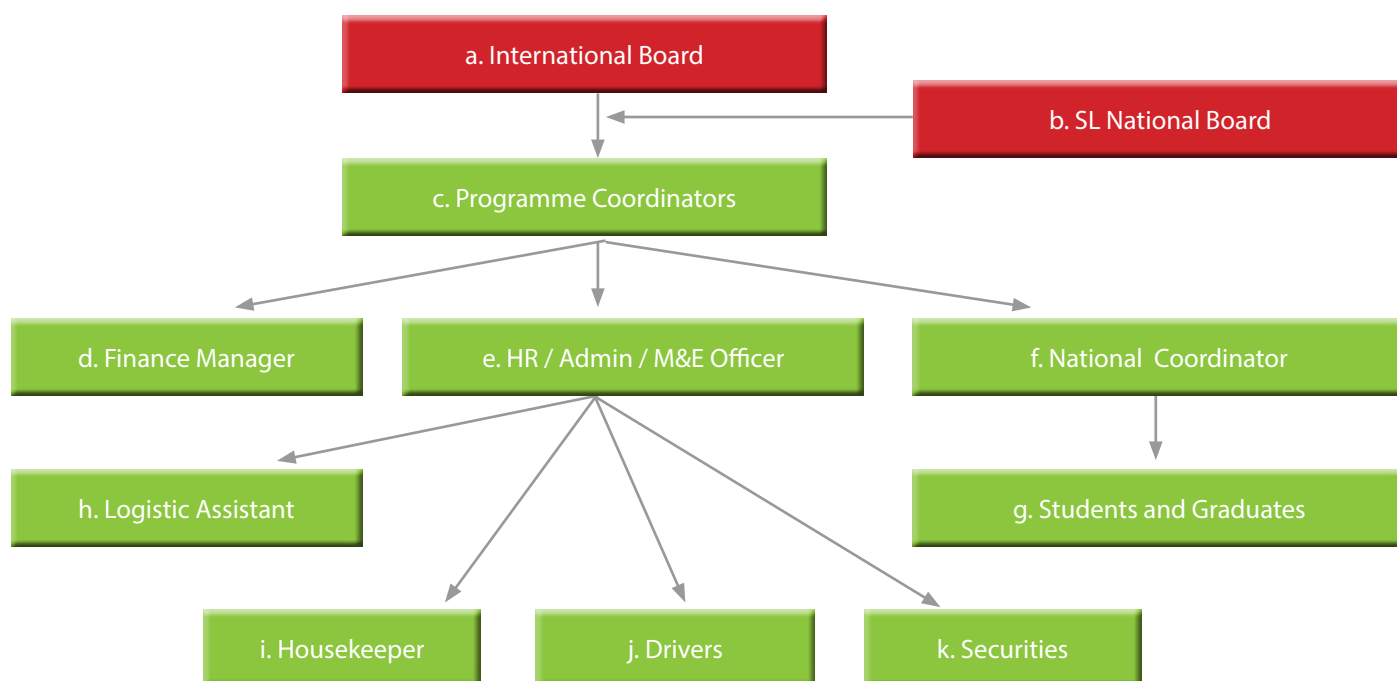 a. International Board
b. SL National Board
c. Programme Coordinators
d. Finance Manager
e. HR / Admin / M&E Officer
f. National Coordinator
h. Logistic Assistant
g. Students and Graduates
i. Housekeeper
j. Drivers
k. Securities